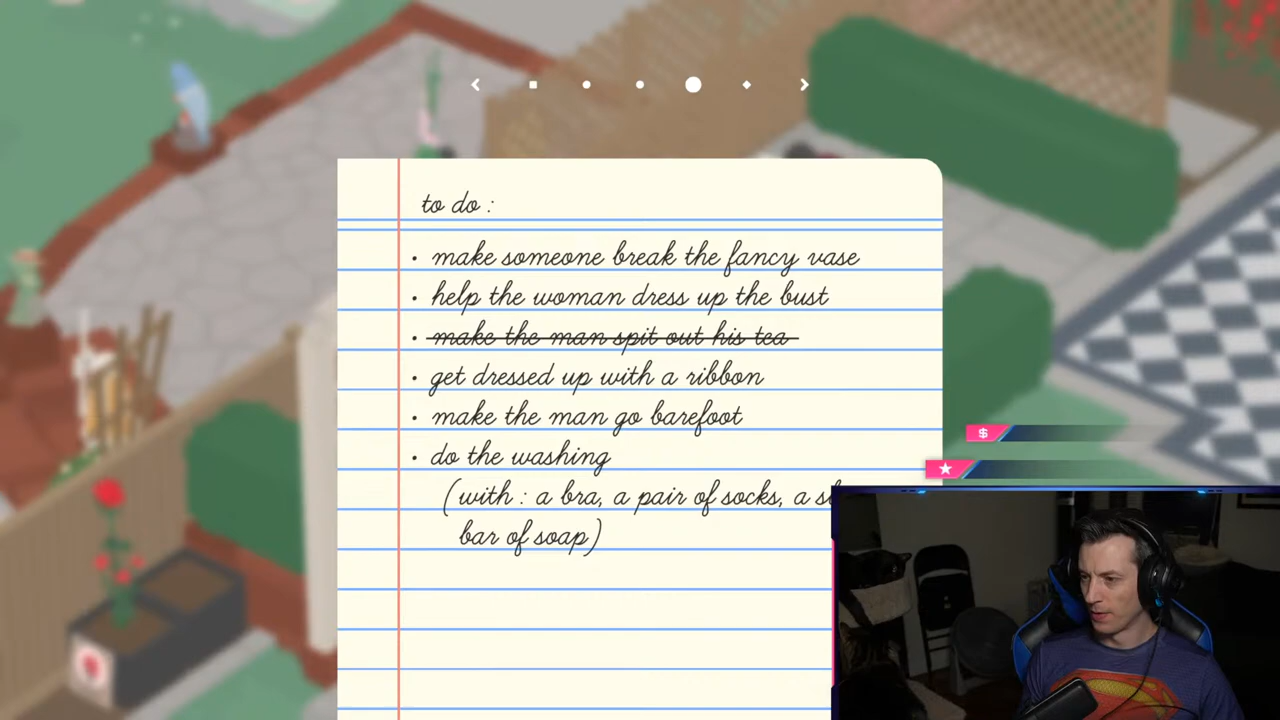 to do :
• make someone break the fancy vase
• help the woman dress up the bust
• make the man spit out his tea
• get dressed up with a ribbon
• make the man go barefoot
• do the washing
(with : a bra, a pair of socks, a
bar of soap)
$